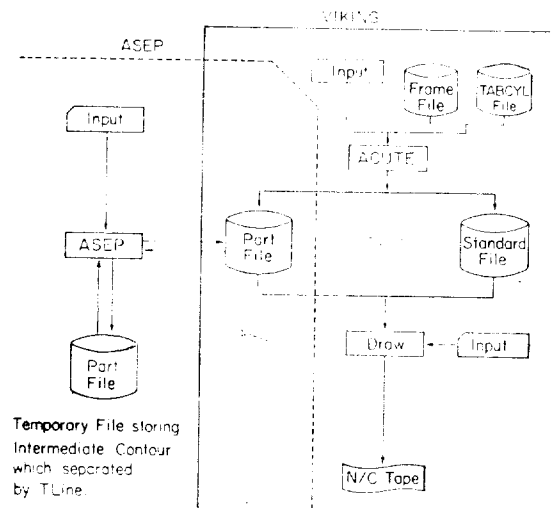 VIKING
ASEP
Input
Frame
File
TABCYL
File
Input
ACUTE
ASEP
Part
File
Standard
File
Part
File
Draw
Input
Temporary File storing
Intermediate Contour
which seperated
by TLine.
N/C Tape